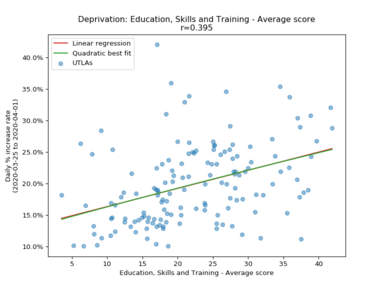 Deprivation: Education, Skills and Training - Average score
r=0.395
Linear regression
Quadratic best fit
UTLAs
Daily % increase rate
(2020-03-25 to 2020-04-01)
40.0%
35.0%
30.0%
25.0%
20.0%
15.0%
10.0%
5
10
15
20
25
30
35
40
Education, Skills and Training - Average score